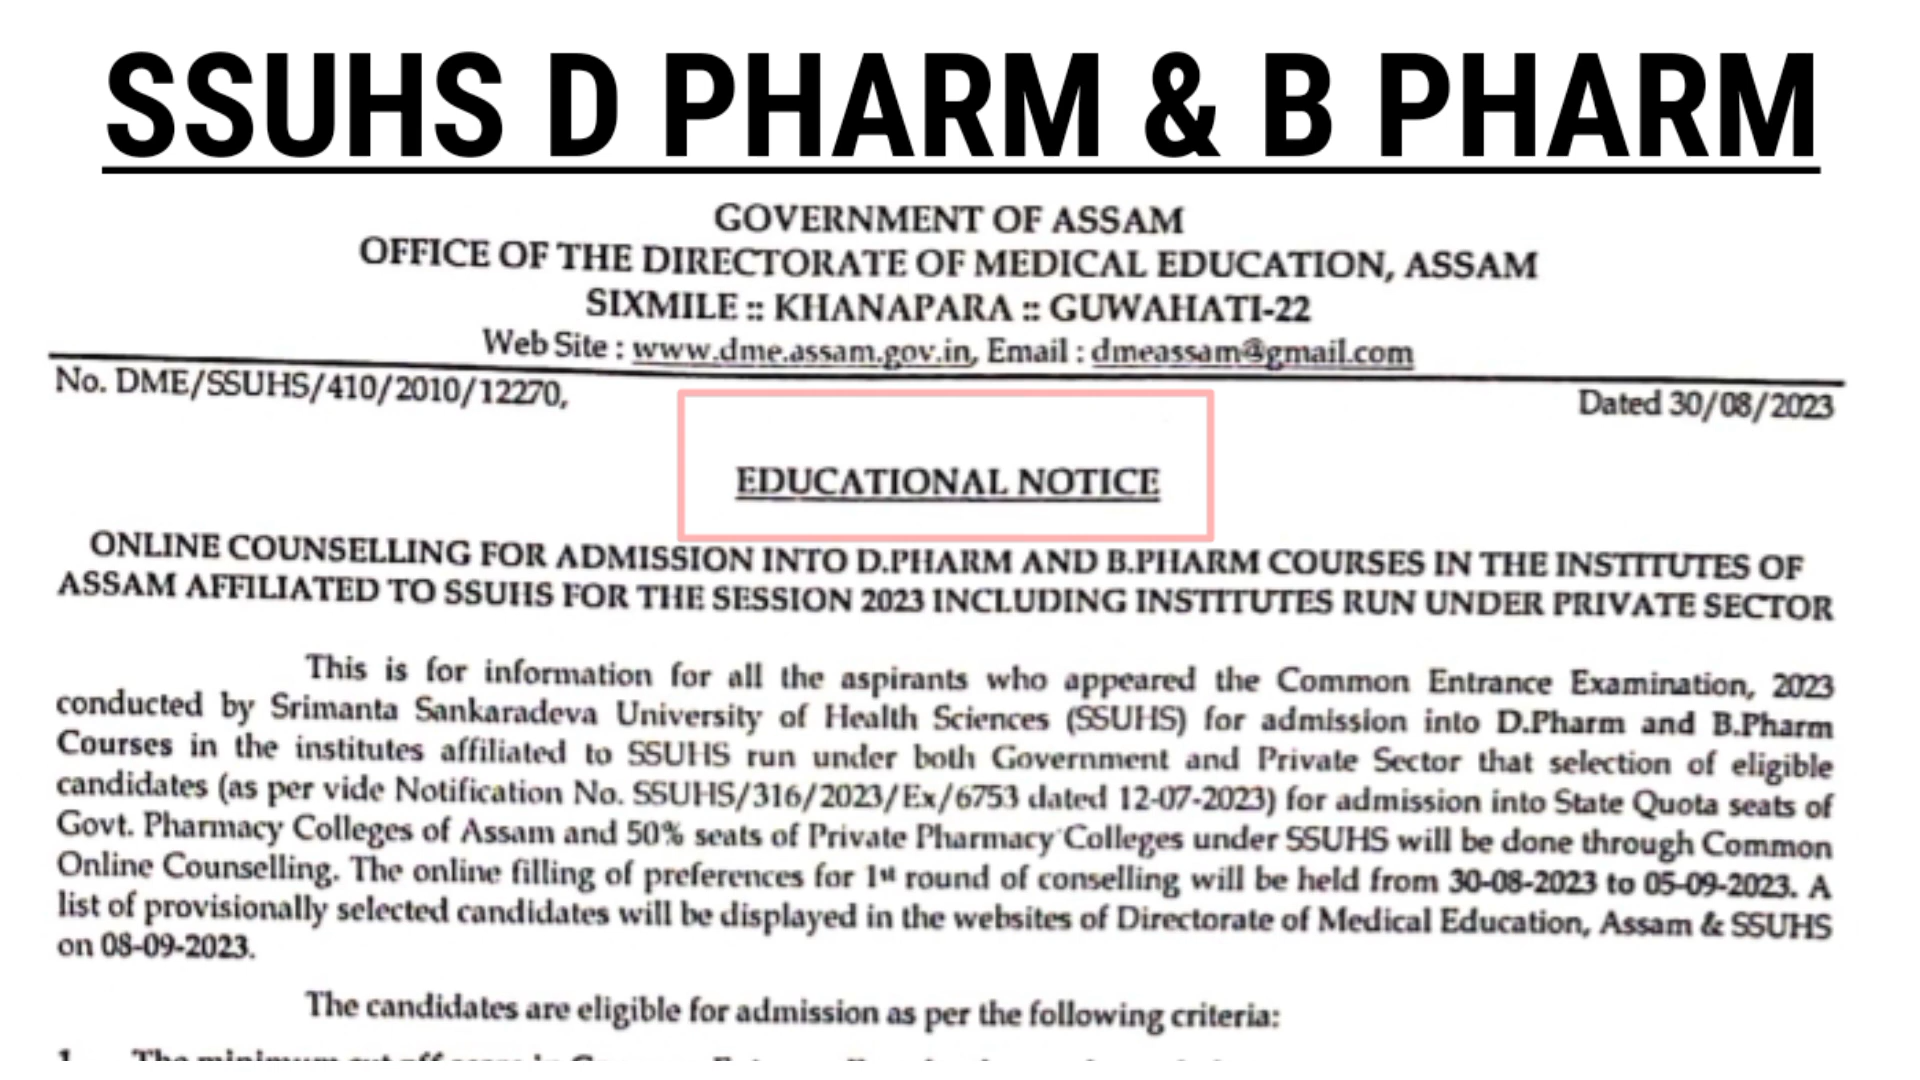 SSUHS D PHARM & B PHARM
GOVERNMENT OF ASSAM
OFFICE OF THE DIRECTORATE OF MEDICAL EDUCATION, ASSAM
SIXMILE :: KHANAPARA :: GUWAHATI-22
Web Site : www.dme.assam.gov.in, Email : dmeassam@gmail.com
No. DME/SSUHS/410/2010/12270,
Dated 30/08/2023
EDUCATIONAL NOTICE
ONLINE COUNSELLING FOR ADMISSION INTO D.PHARM AND B.PHARM COURSES IN THE INSTITUTES OF
ASSAM AFFILIATED TO SSUHS FOR THE SESSION 2023 INCLUDING INSTITUTES RUN UNDER PRIVATE SECTOR
This is for information for all the aspirants who appeared the Common Entrance Examination, 2023
conducted by Srimanta Sankaradeva University of Health Sciences (SSUHS) for admission into D.Pharm and B.Pharm
Courses in the institutes affiliated to SSUHS run under both Government and Private Sector that selection of eligible
candidates (as per vide Notification No. SSUHS/316/2023/Ex/6753 dated 12-07-2023) for admission into State Quota seats of
Govt. Pharmacy Colleges of Assam and 50% seats of Private Pharmacy Colleges under SSUHS will be done through Common
Online Counselling. The online filling of preferences for 1st round of conselling will be held from 30-08-2023 to 05-09-2023. A
list of provisionally selected candidates will be displayed in the websites of Directorate of Medical Education, Assam & SSUHS
on 08-09-2023.
The candidates are eligible for admission as per the following criteria:
1. The minimum cut off